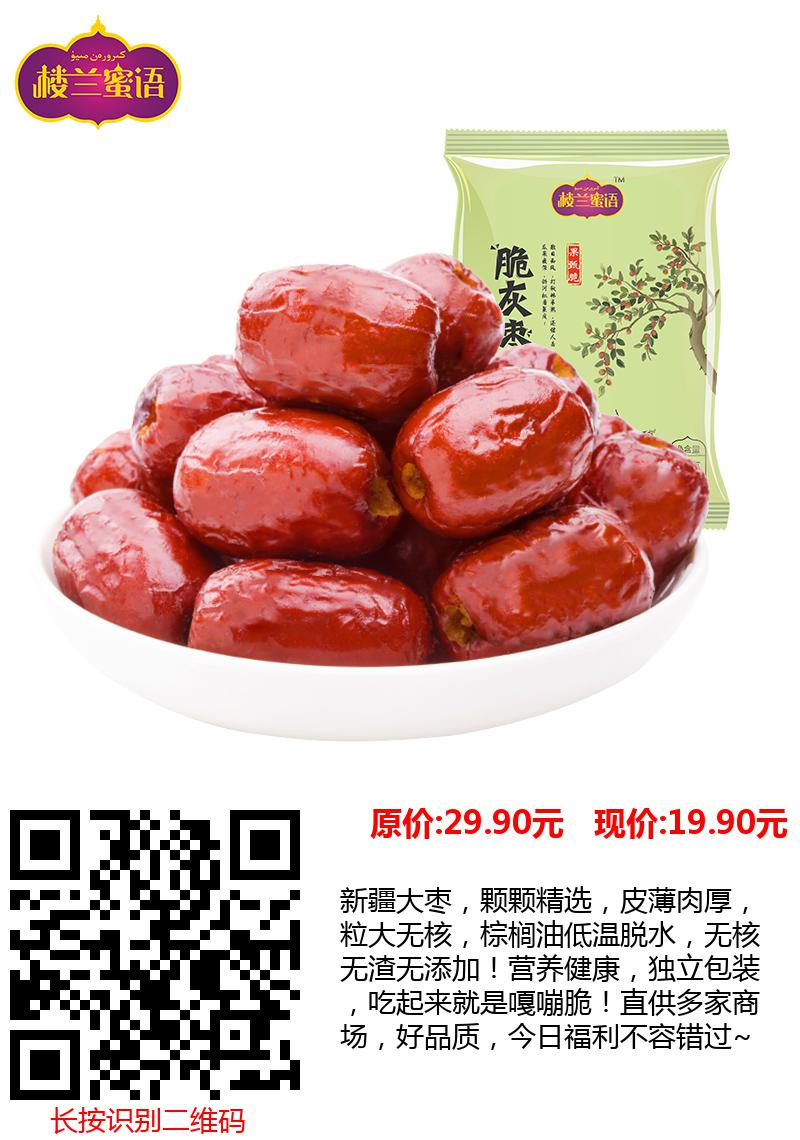 楼兰蜜语
TM
楼兰蜜语
脆灰枣
果甄脆
原价:29.90元 现价:19.90元
新疆大枣，颗颗精选，皮薄肉厚，
粒大无核，棕榈油低温脱水，无核
无渣无添加！营养健康，独立包装
，吃起来就是嘎嘣脆！直供多家商
场，好品质，今日福利不容错过~
长按识别二维码